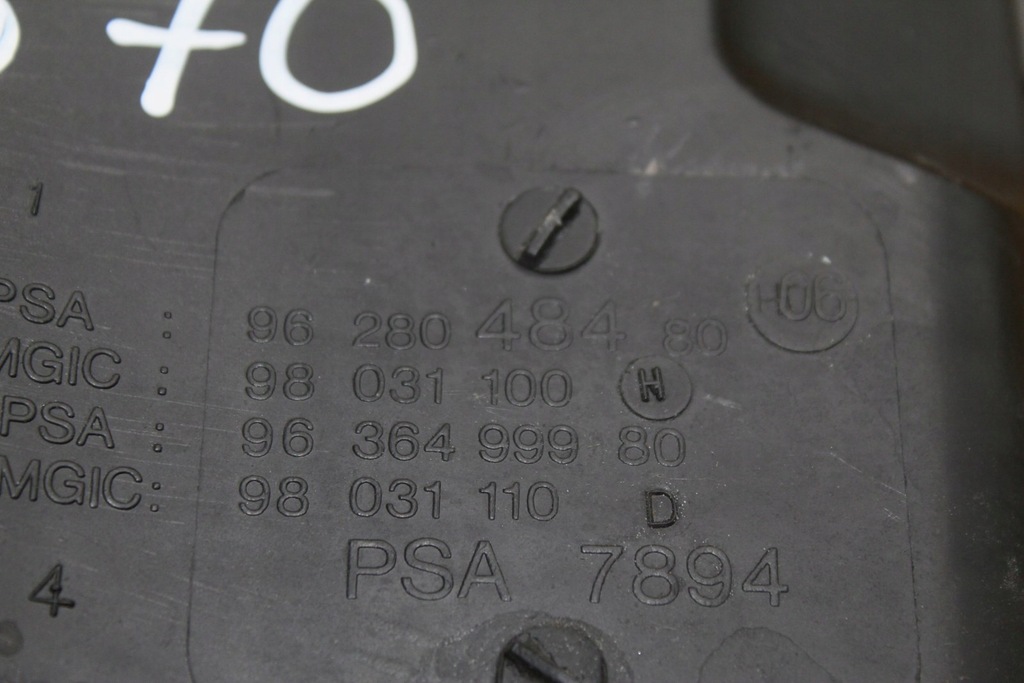 70
1
PSA : 96 280 484 80 H06
MGIC : 98 031 100 H
PSA : 96 364 999 80
MGIC: 98 031 110 D
PSA 7894
4